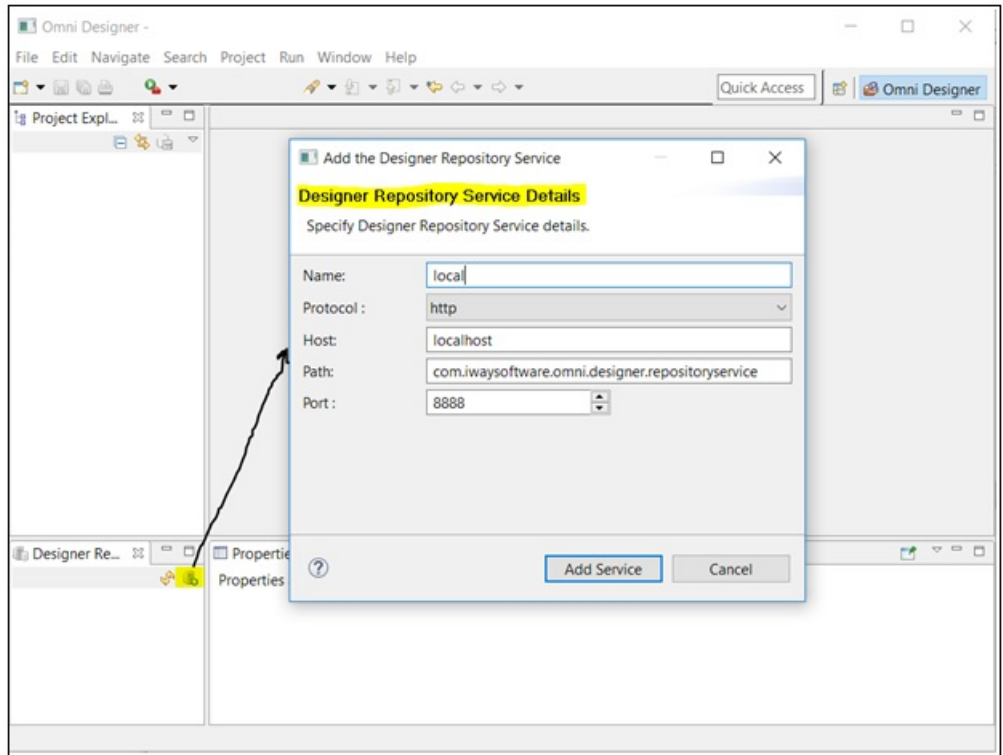 Omni Designer -
File Edit Navigate Search Project Run Window Help
Quick Access
Omni Designer
Project Expl...
Add the Designer Repository Service
Designer Repository Service Details
Specify Designer Repository Service details.
Name: local
Protocol : http
Host: localhost
Path: com.iwaysoftware.omni.designer.repositoryservice
Port : 8888
Add Service Cancel
Designer Re...
Propertie
Properties